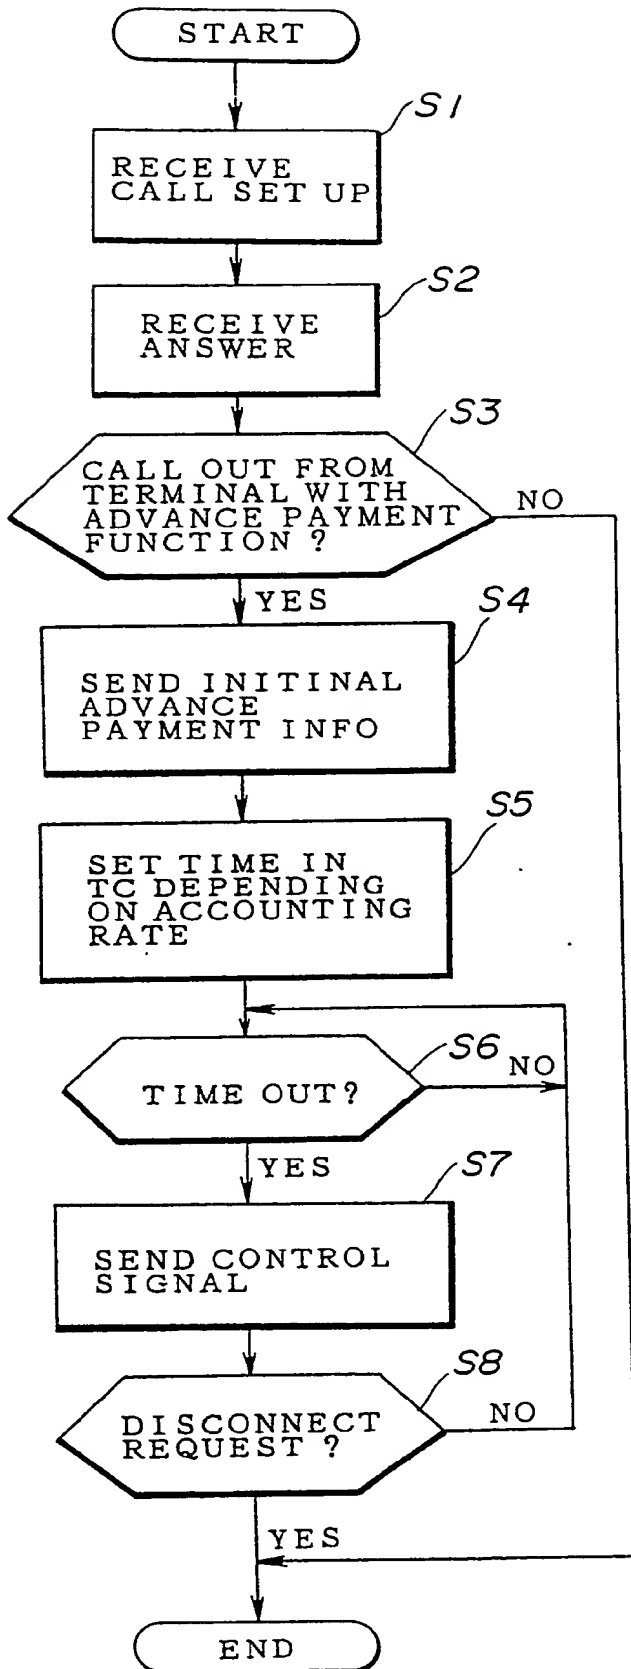 START
S1
RECEIVE
CALL SET UP
S2
RECEIVE
ANSWER
S3
CALL OUT FROM
TERMINAL WITH
ADVANCE PAYMENT
FUNCTION ?
NO
YES
S4
SEND INITINAL
ADVANCE
PAYMENT INFO
S5
SET TIME IN
TC DEPENDING
ON ACCOUNTING
RATE
S6
TIME OUT?
NO
YES
S7
SEND CONTROL
SIGNAL
S8
DISCONNECT
REQUEST ?
NO
YES
END